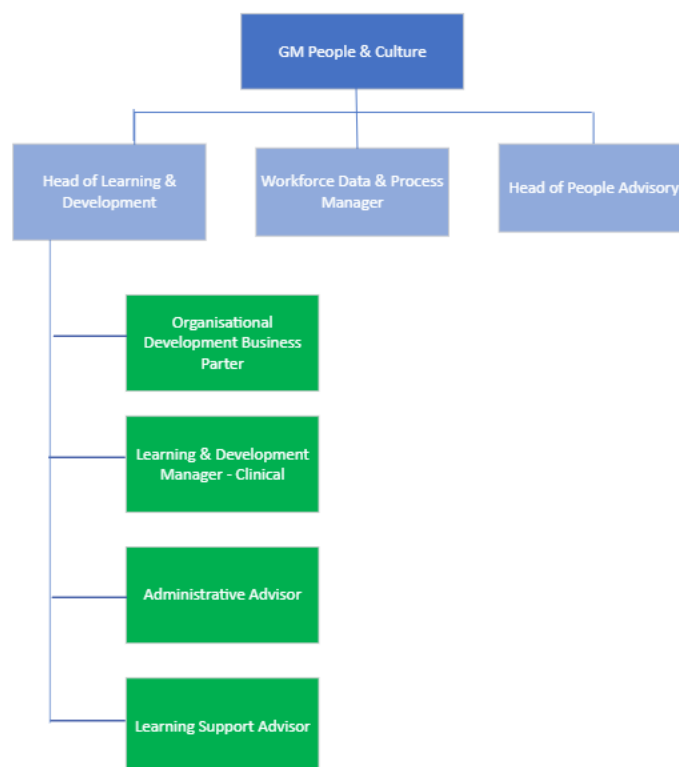 GM People & Culture
Head of Learning &
Development
Workforce Data & Process
Manager
Head of People Advisory
Organisational
Development Business
Parter
Learning & Development
Manager - Clinical
Administrative Advisor
Learning Support Advisor